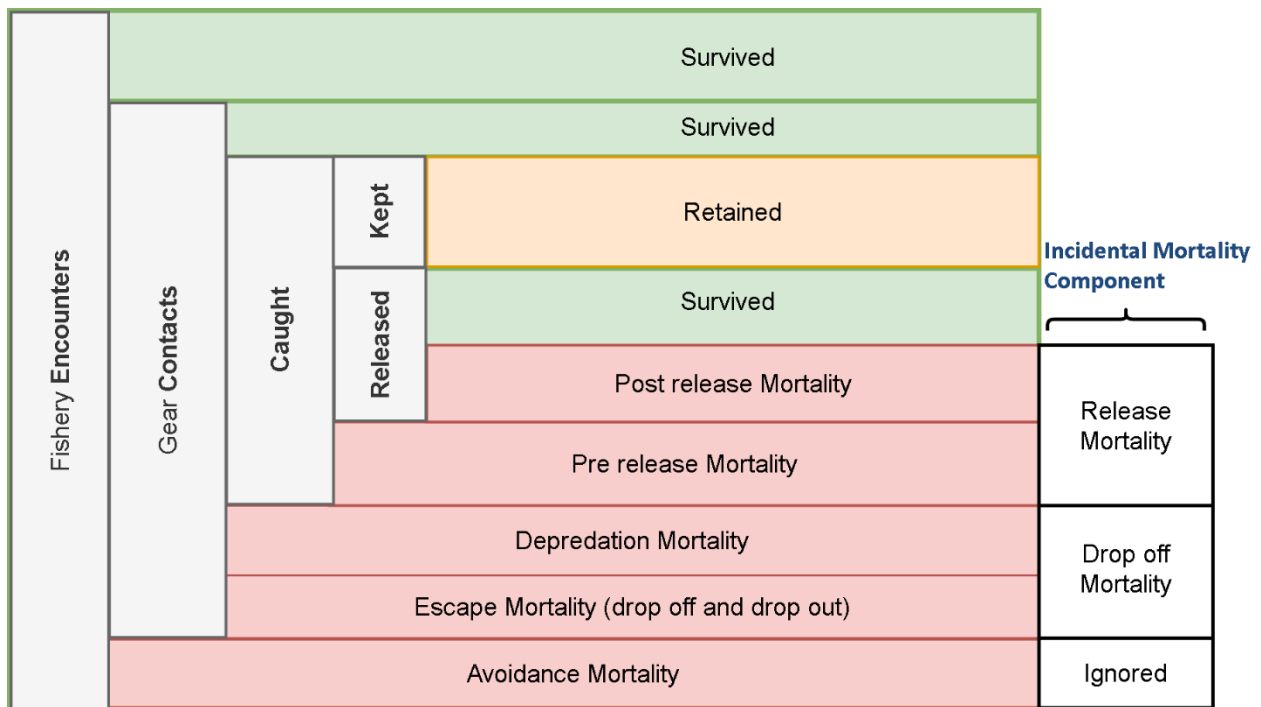 Survived
Survived
Kept
Retained
Incidental Mortality
Component
Fishery Encounters
Gear Contacts
Caught
Released
Survived
Post release Mortality
Release
Mortality
Pre release Mortality
Depredation Mortality
Drop off
Mortality
Escape Mortality (drop off and drop out)
Avoidance Mortality
Ignored